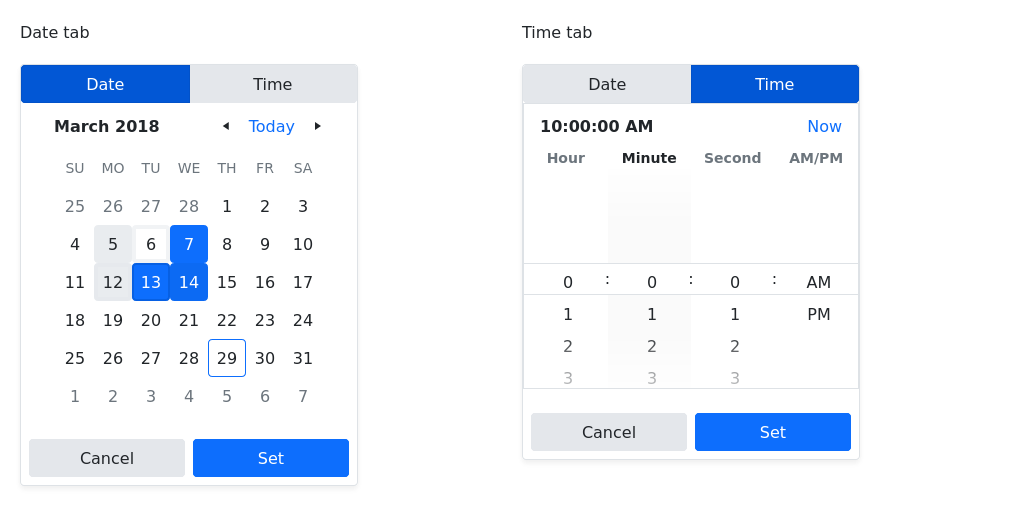 Date tab
Date Time
March 2018 Today
SU MO TU WE TH FR SA
25 26 27 28 1 2 3
4 5 6 7 8 9 10
11 12 13 14 15 16 17
18 19 20 21 22 23 24
25 26 27 28 29 30 31
1 2 3 4 5 6 7
Cancel Set
Time tab
Date Time
10:00:00 AM Now
Hour Minute Second AM/PM
0 : 0 : 0 : AM
1 1 1 PM
2 2 2
3 3 3
Cancel Set